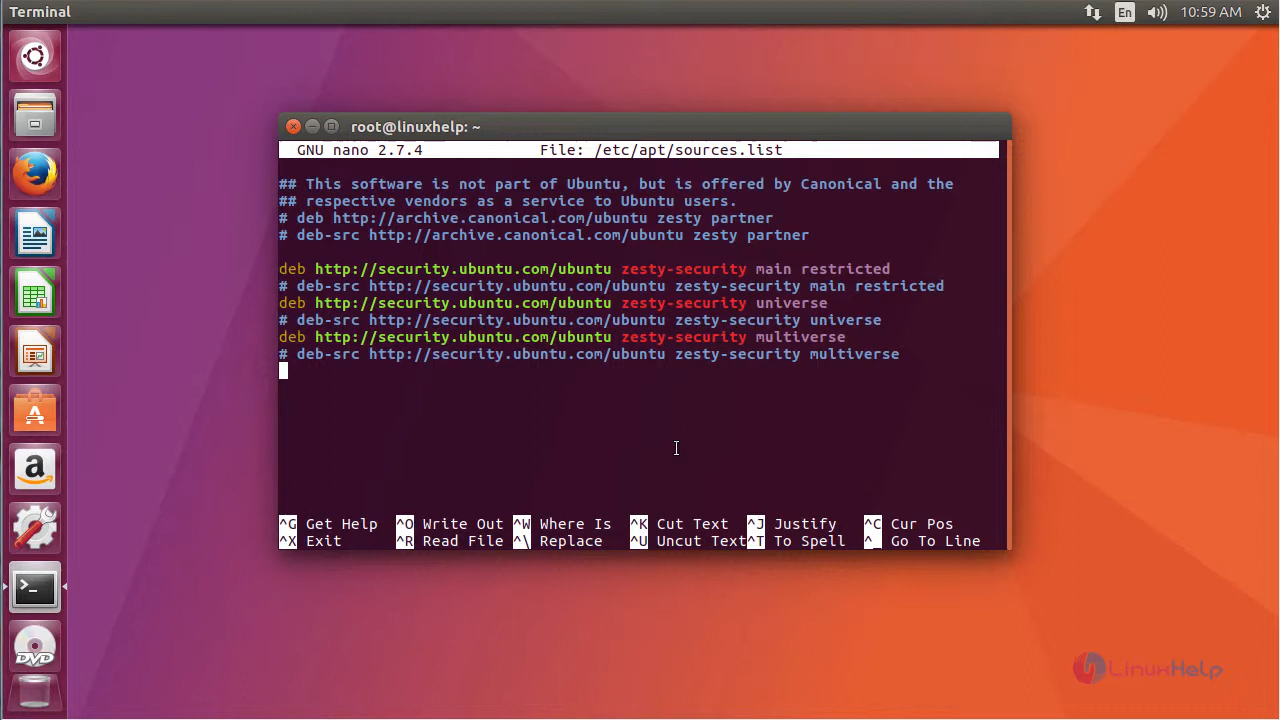 Terminal
En
10:59 AM
root@linuxhelp: ~
GNU nano 2.7.4 File: /etc/apt/sources.list
## This software is not part of Ubuntu, but is offered by Canonical and the
## respective vendors as a service to Ubuntu users.
# deb http://archive.canonical.com/ubuntu zesty partner
# deb-src http://archive.canonical.com/ubuntu zesty partner
deb http://security.ubuntu.com/ubuntu zesty-security main restricted
# deb-src http://security.ubuntu.com/ubuntu zesty-security main restricted
deb http://security.ubuntu.com/ubuntu zesty-security universe
# deb-src http://security.ubuntu.com/ubuntu zesty-security universe
deb http://security.ubuntu.com/ubuntu zesty-security multiverse
# deb-src http://security.ubuntu.com/ubuntu zesty-security multiverse
^G Get Help ^O Write Out ^W Where Is ^K Cut Text ^J Justify ^C Cur Pos
^X Exit ^R Read File ^\ Replace ^U Uncut Text ^T To Spell ^_ Go To Line
a
>_
DVD
LinuxHelp